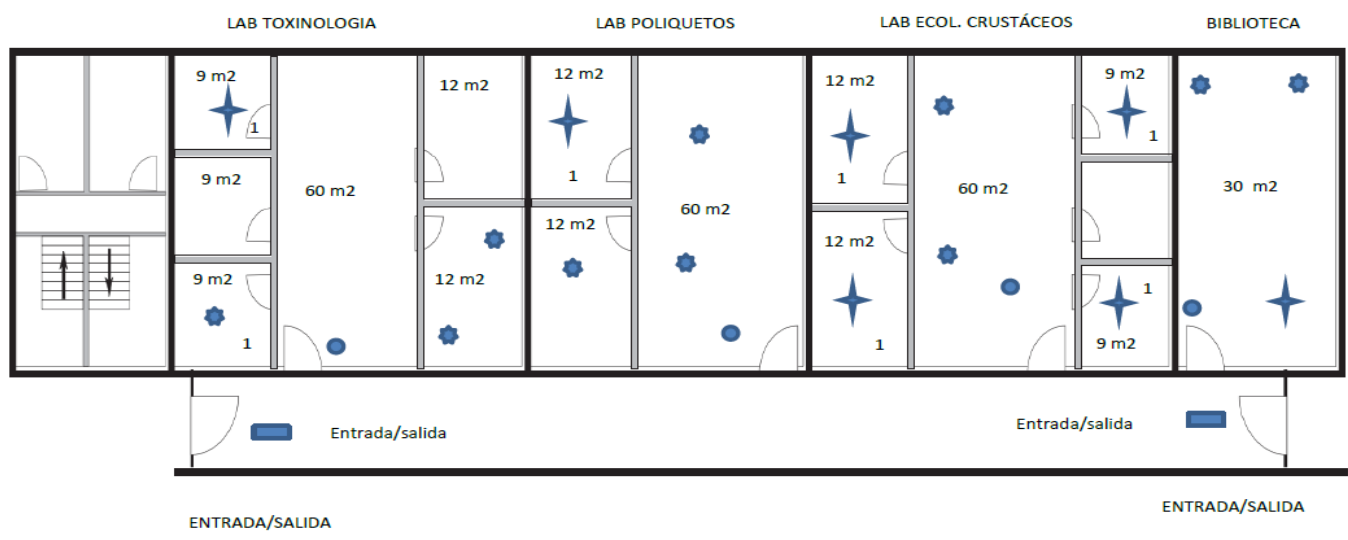 LAB TOXINOLOGIA
LAB POLIQUETOS
LAB ECOL. CRUSTÁCEOS
BIBLIOTECA
9 m2
1
9 m2
9 m2
1
60 m2
12 m2
12 m2
12 m2
1
12 m2
60 m2
12 m2
1
12 m2
1
60 m2
9 m2
1
1
9 m2
30 m2
Entrada/salida
Entrada/salida
ENTRADA/SALIDA
ENTRADA/SALIDA